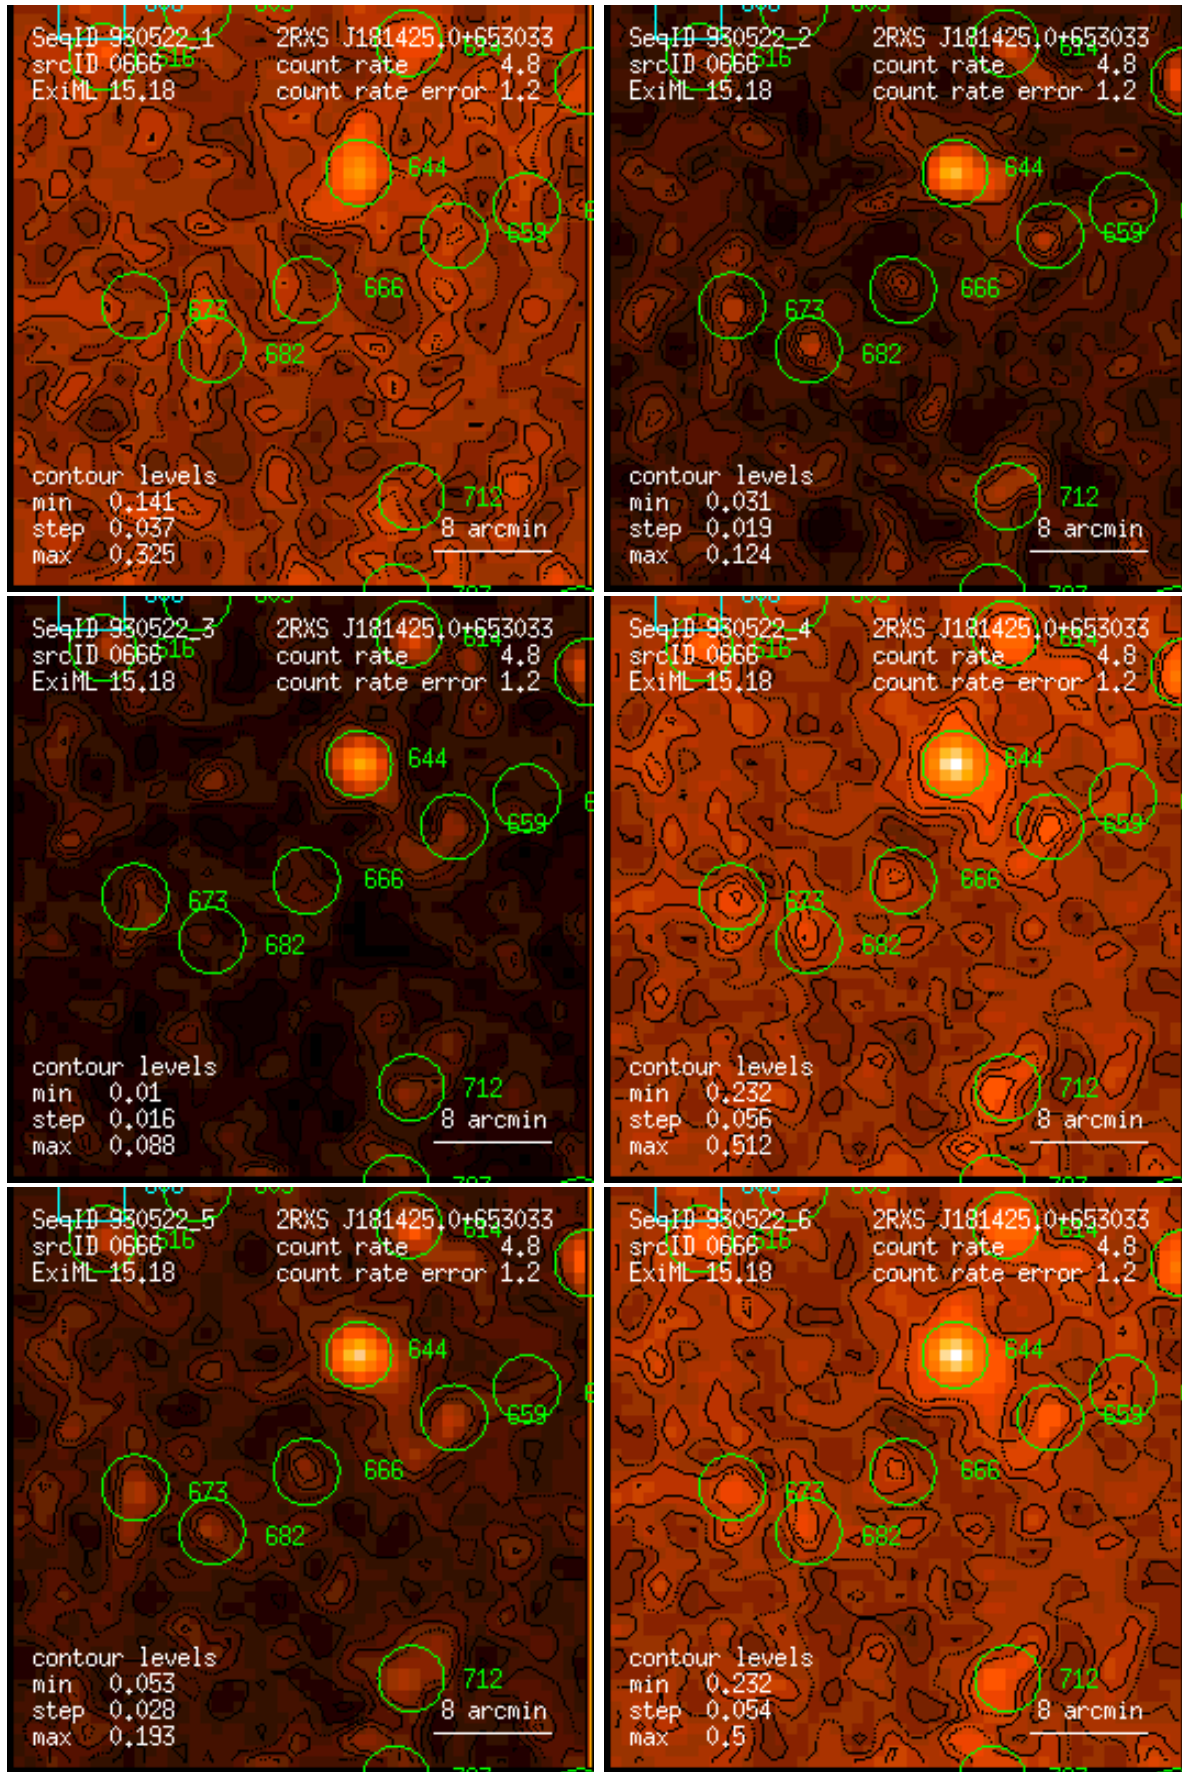 SeqID 930522_1 2RXS J181425.0+653033
srcID 0666 616 count rate 614 4.8
ExiML 15.18 count rate error 1.2
644
659
666
673
682
contour levels
min 0.141 712
step 0.037 8 arcmin
max 0.325
SeqID 930522_2 2RXS J181425.0+653033
srcID 0666 616 count rate 614 4.8
ExiML 15.18 count rate error 1.2
644
659
666
673
682
contour levels
min 0.031 712
step 0.019 8 arcmin
max 0.124
SeqID 930522_3 2RXS J181425.0+653033
srcID 0666 616 count rate 614 4.8
ExiML 15.18 count rate error 1.2
644
659
666
673
682
contour levels
min 0.01 712
step 0.016 8 arcmin
max 0.088
SeqID 930522_4 2RXS J181425.0+653033
srcID 0666 616 count rate 614 4.8
ExiML 15.18 count rate error 1.2
644
659
666
673
682
contour levels
min 0.232 712
step 0.056 8 arcmin
max 0.512
SeqID 930522_5 2RXS J181425.0+653033
srcID 0666 616 count rate 614 4.8
ExiML 15.18 count rate error 1.2
644
659
666
673
682
contour levels
min 0.053 712
step 0.028 8 arcmin
max 0.193
SeqID 930522_6 2RXS J181425.0+653033
srcID 0666 616 count rate 614 4.8
ExiML 15.18 count rate error 1.2
644
659
666
673
682
contour levels
min 0.232 712
step 0.054 8 arcmin
max 0.5